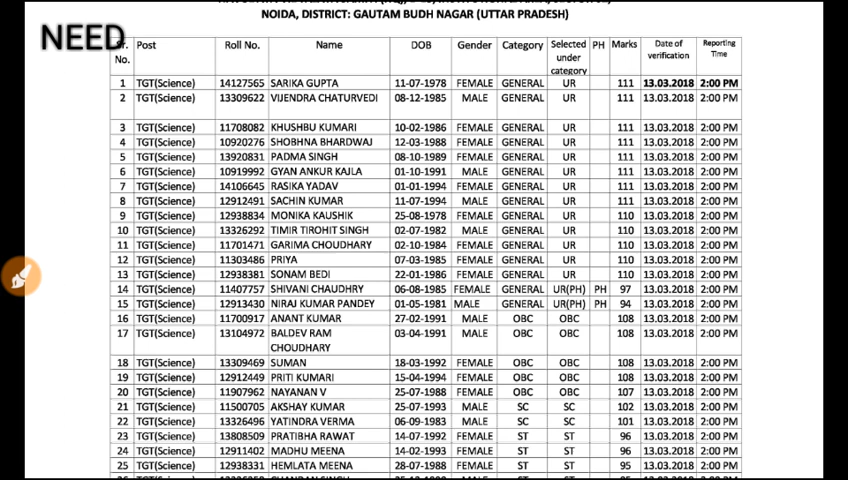 NOIDA, DISTRICT: GAUTAM BUDH NAGAR (UTTAR PRADESH)
NEED
Sr. No. Post Roll No. Name DOB Gender Category Selected under category PH Marks Date of verification Reporting Time
1 TGT(Science) 14127565 SARIKA GUPTA 11-07-1978 FEMALE GENERAL UR 111 13.03.2018 2:00 PM
2 TGT(Science) 13309622 VIJENDRA CHATURVEDI 08-12-1985 MALE GENERAL UR 111 13.03.2018 2:00 PM
3 TGT(Science) 11708082 KHUSHBU KUMARI 10-02-1986 FEMALE GENERAL UR 111 13.03.2018 2:00 PM
4 TGT(Science) 10920276 SHOBHNA BHARDWAJ 12-03-1988 FEMALE GENERAL UR 111 13.03.2018 2:00 PM
5 TGT(Science) 13920831 PADMA SINGH 08-10-1989 FEMALE GENERAL UR 111 13.03.2018 2:00 PM
6 TGT(Science) 10919992 GYAN ANKUR KAJLA 01-10-1991 MALE GENERAL UR 111 13.03.2018 2:00 PM
7 TGT(Science) 14106645 RASIKA YADAV 01-01-1994 FEMALE GENERAL UR 111 13.03.2018 2:00 PM
8 TGT(Science) 12912491 SACHIN KUMAR 11-07-1994 MALE GENERAL UR 111 13.03.2018 2:00 PM
9 TGT(Science) 12938834 MONIKA KAUSHIK 25-08-1978 FEMALE GENERAL UR 110 13.03.2018 2:00 PM
10 TGT(Science) 13326292 TIMIR TIROHIT SINGH 02-07-1982 MALE GENERAL UR 110 13.03.2018 2:00 PM
11 TGT(Science) 11701471 GARIMA CHOUDHARY 02-10-1984 FEMALE GENERAL UR 110 13.03.2018 2:00 PM
12 TGT(Science) 11303486 PRIYA 07-03-1985 FEMALE GENERAL UR 110 13.03.2018 2:00 PM
13 TGT(Science) 12938381 SONAM BEDI 22-01-1986 FEMALE GENERAL UR 110 13.03.2018 2:00 PM
14 TGT(Science) 11407757 SHIVANI CHAUDHRY 06-08-1985 FEMALE GENERAL UR(PH) PH 97 13.03.2018 2:00 PM
15 TGT(Science) 12913430 NIRAJ KUMAR PANDEY 01-05-1981 MALE GENERAL UR(PH) PH 94 13.03.2018 2:00 PM
16 TGT(Science) 11700917 ANANT KUMAR 27-02-1991 MALE OBC OBC 108 13.03.2018 2:00 PM
17 TGT(Science) 13104972 BALDEV RAM 03-04-1991 MALE OBC OBC 108 13.03.2018 2:00 PM
CHOUDHARY
18 TGT(Science) 13309469 SUMAN 18-03-1992 FEMALE OBC OBC 108 13.03.2018 2:00 PM
19 TGT(Science) 12912449 PRITI KUMARI 15-04-1994 FEMALE OBC OBC 108 13.03.2018 2:00 PM
20 TGT(Science) 11907962 NAYANAN V 25-07-1988 FEMALE OBC OBC 107 13.03.2018 2:00 PM
21 TGT(Science) 11500705 AKSHAY KUMAR 25-07-1993 MALE SC SC 102 13.03.2018 2:00 PM
22 TGT(Science) 13326496 YATINDRA VERMA 06-09-1983 MALE SC SC 101 13.03.2018 2:00 PM
23 TGT(Science) 13808509 PRATIBHA RAWAT 14-07-1992 FEMALE ST ST 96 13.03.2018 2:00 PM
24 TGT(Science) 12911402 MADHU MEENA 14-02-1993 FEMALE ST ST 96 13.03.2018 2:00 PM
25 TGT(Science) 12938331 HEMLATA MEENA 28-07-1988 FEMALE ST ST 95 13.03.2018 2:00 PM